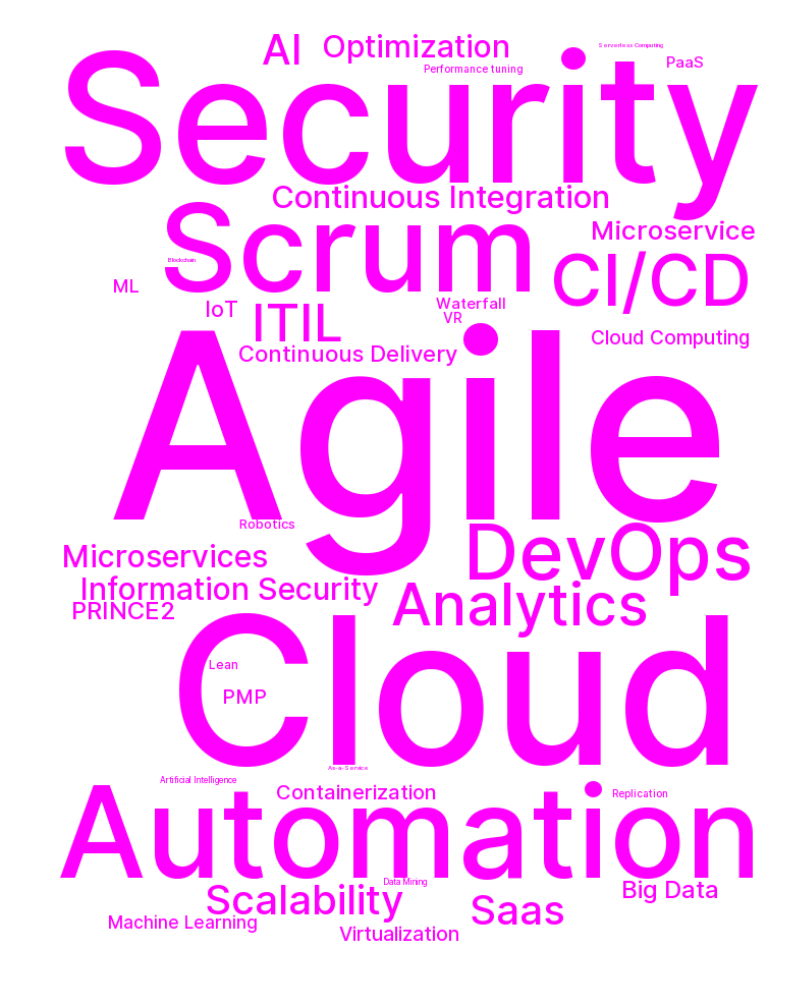 AI
Optimization
Serverless Computing
PaaS
Performance tuning
Security
Continuous Integration
Scrum
Microservice
Blockchain
CI/CD
ML
IoT
ITIL
Waterfall
VR
Cloud Computing
Continuous Delivery
Agile
Robotics
DevOps
Microservices
Information Security
Analytics
PRINCE2
Cloud
Lean
PMP
As-a-Service
Artificial Intelligence
Containerization
Replication
Automation
Data Mining
Scalability
Big Data
Saas
Machine Learning
Virtualization